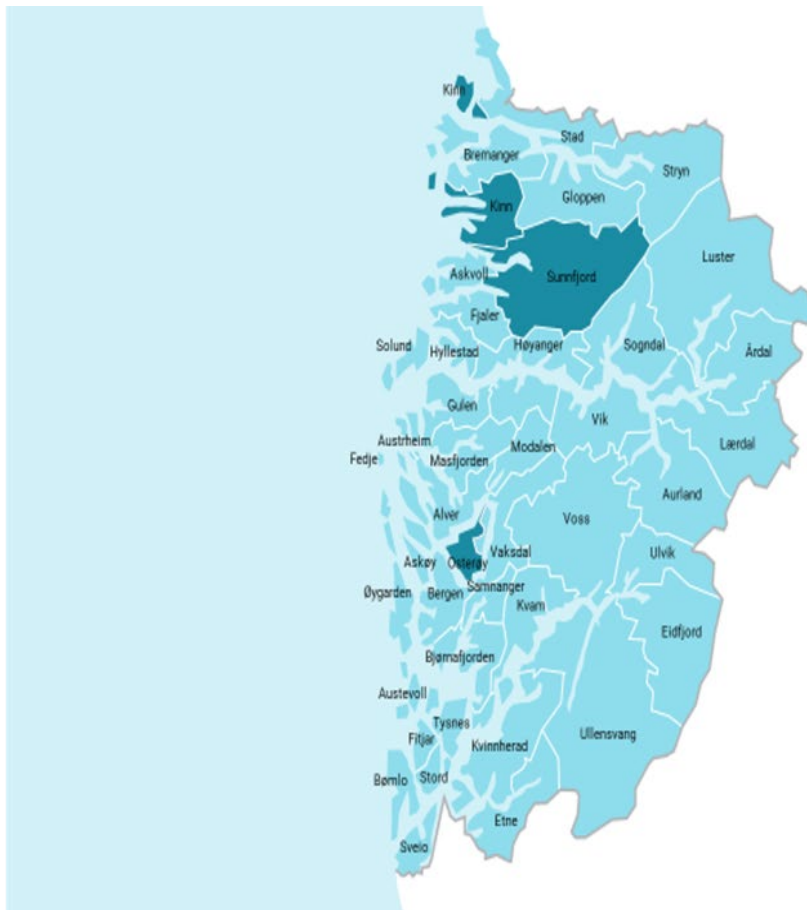 Kinn
Stad
Bremanger
Stryn
Gloppen
Kinn
Luster
Askvoll
Sunnfjord
Fjaler
Solund
Hyllestad
Høyanger
Sogndal
Årdal
Gulen
Vik
Austrheim
Modalen
Lærdal
Fedje
Masfjorden
Aurland
Alver
Voss
Vaksdal
Ulvik
Askøy
Osterøy
Samnanger
Øygarden
Bergen
Kvam
Eidfjord
Bjørnafjorden
Austevoll
Tysnes
Fitjar
Kvinnherad
Ullensvang
Bømlo
Stord
Etne
Sveio